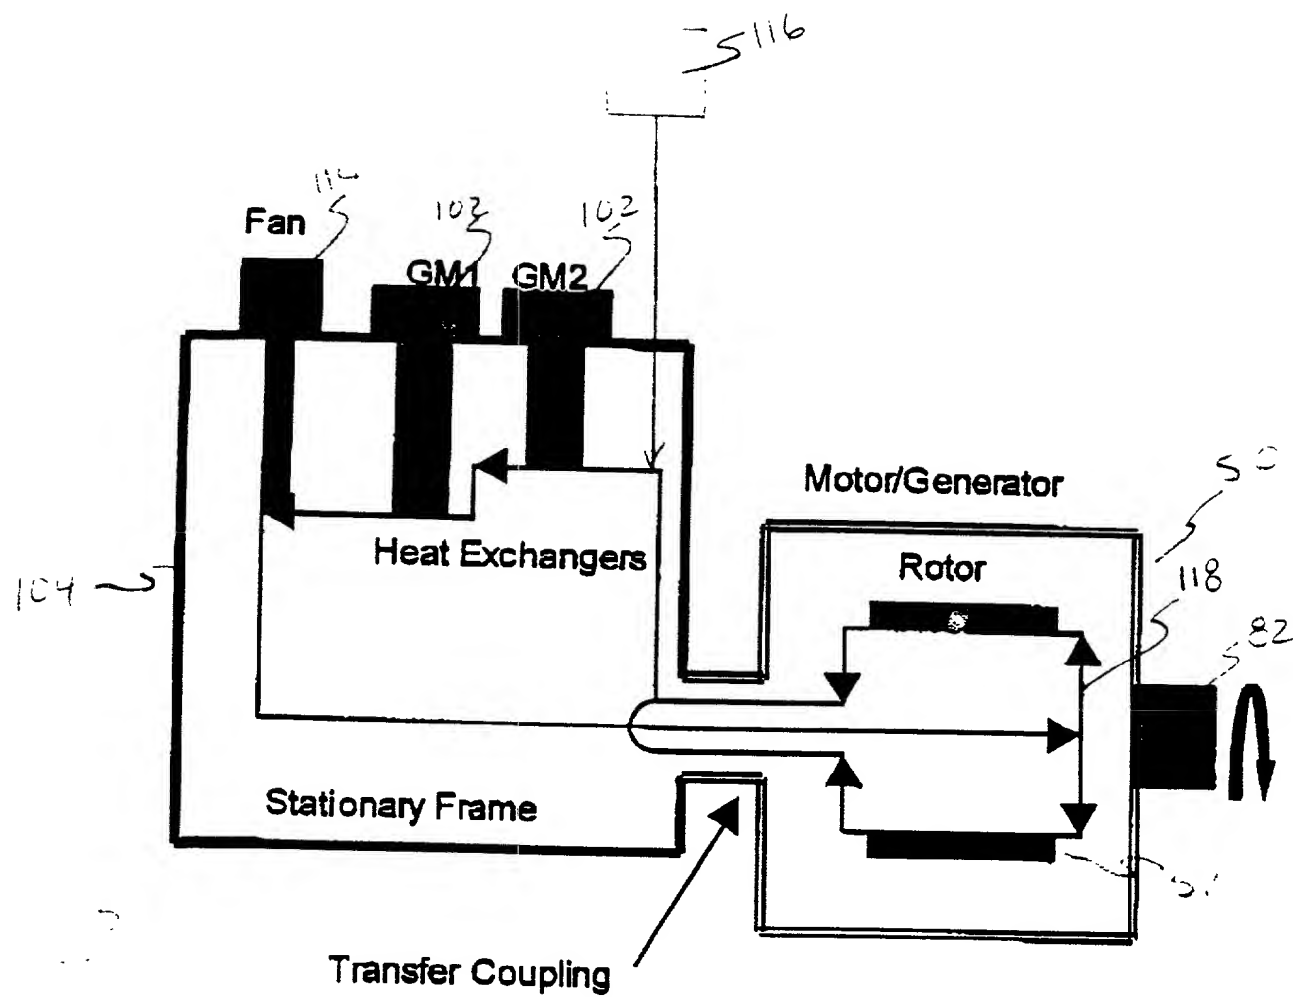 116
Fan
102
102
GM1
GM2
Motor/Generator
50
Heat Exchangers
Rotor
118
104
82
Stationary Frame
Transfer Coupling